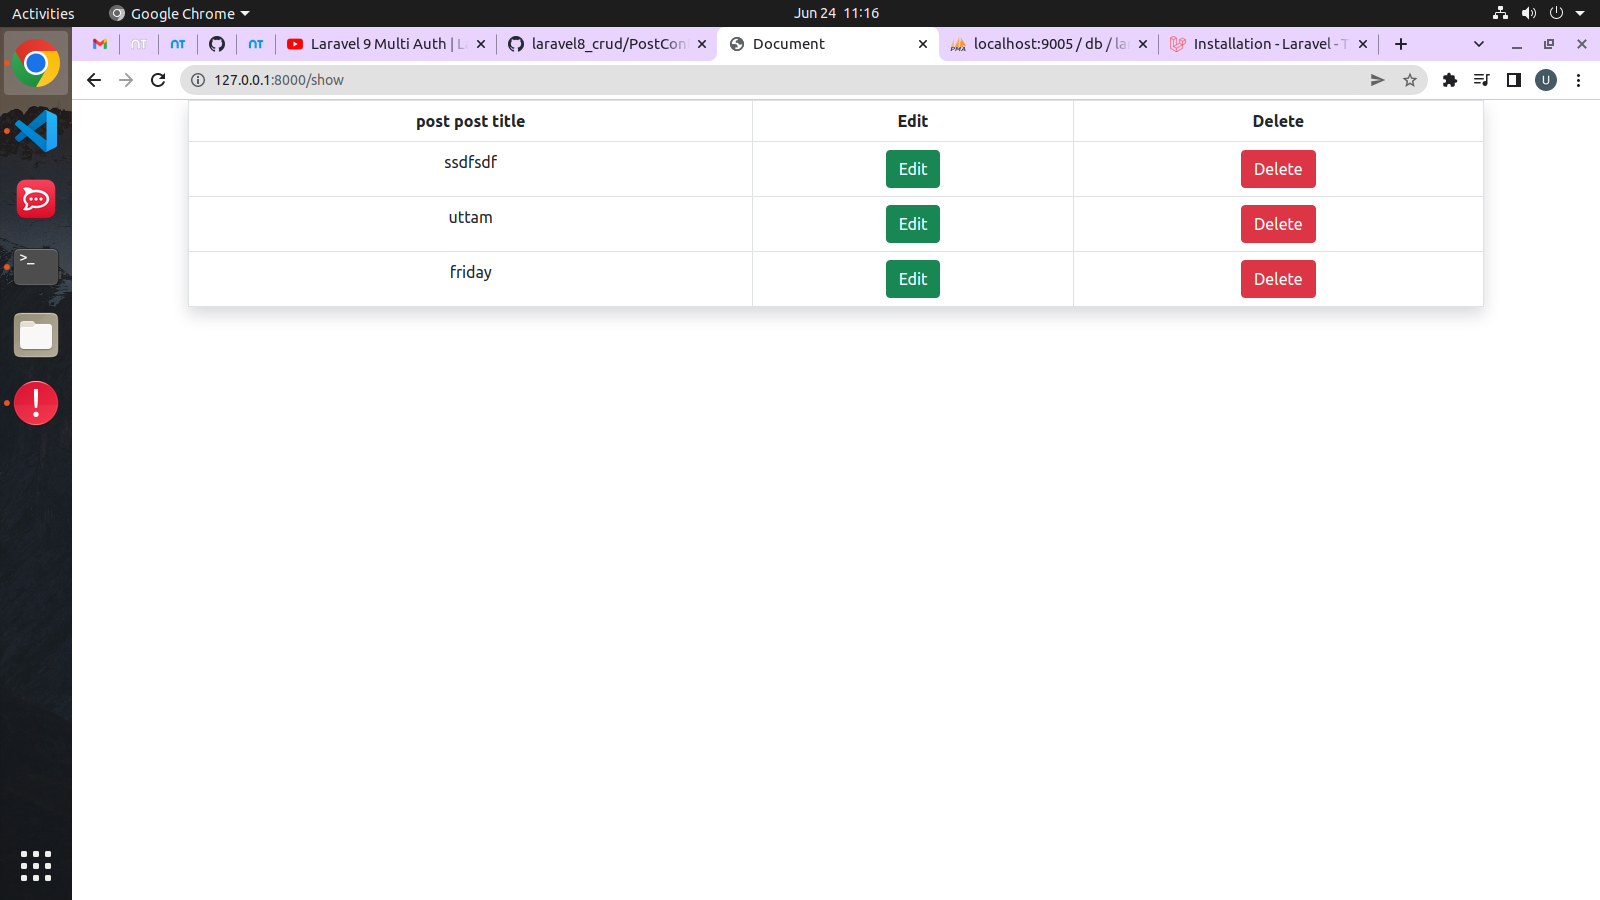 Activities Google Chrome Jun 24 11:16
Laravel 9 Multi Auth | L laravel8_crud/PostCon Document localhost:9005 / db / la Installation - Laravel - T
127.0.0.1:8000/show U
post post title Edit Delete
ssdfsdf Edit Delete
uttam Edit Delete
friday Edit Delete